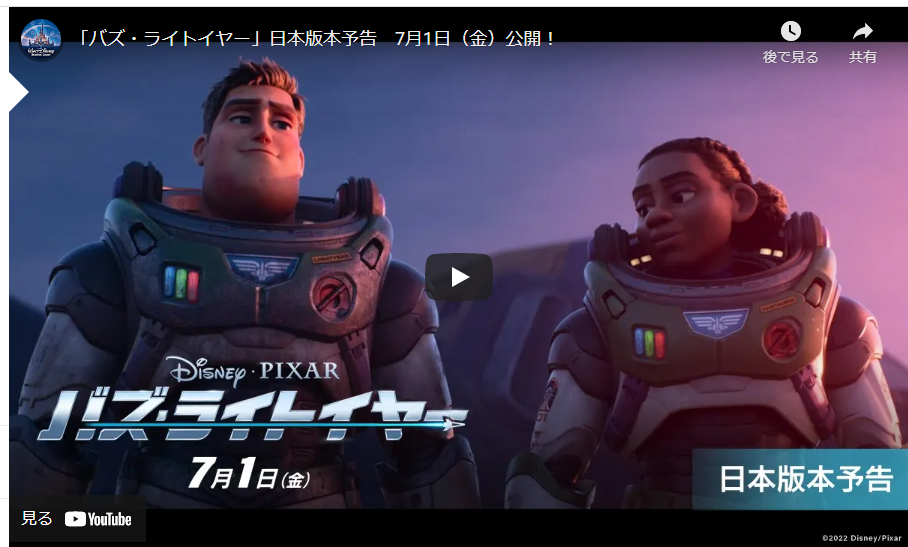 「バズ・ライトイヤー」日本版本予告　7月1日（金）公開！
後で見る
共有
LIGHTYEAR
DISNEY・PIXAR
バズ・ライトイヤー
7月1日（金）
日本版本予告
見る YouTube
©2022 Disney/Pixar